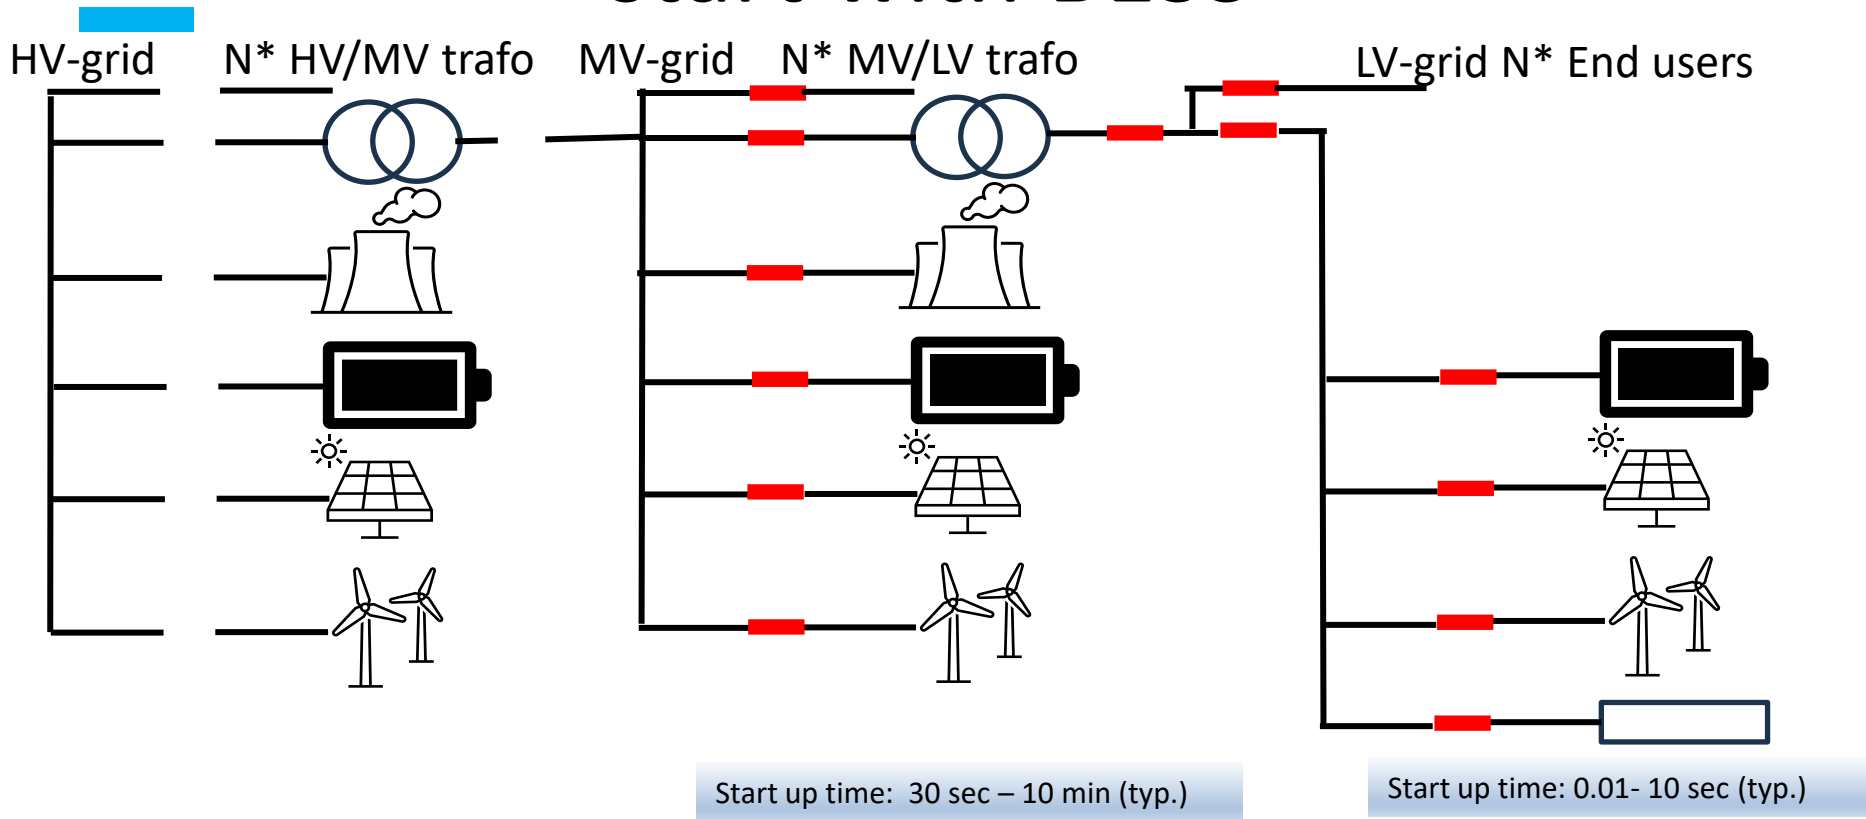 HV-grid N* HV/MV trafo MV-grid N* MV/LV trafo LV-grid N* End users
Start up time: 30 sec – 10 min (typ.)
Start up time: 0.01- 10 sec (typ.)